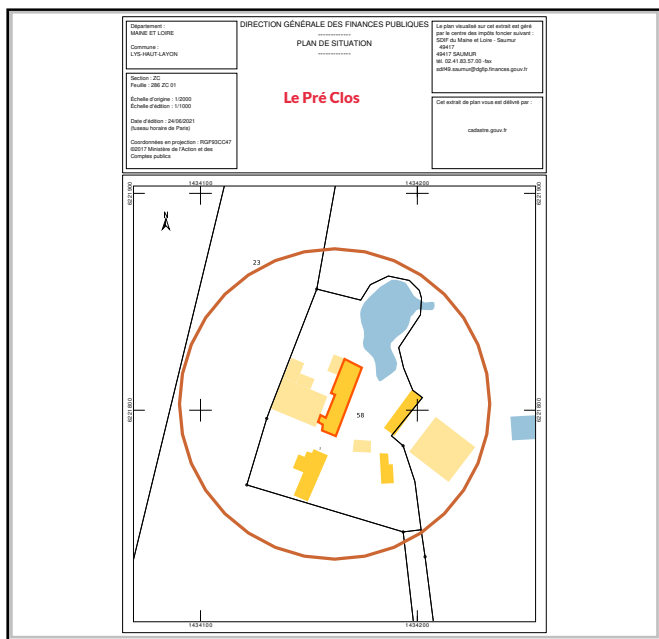 Département :
MAINE ET LOIRE
Commune :
LYS-HAUT-LAYON
Section : ZC
Feuille : 286 ZC 01
Échelle d'origine : 1/2000
Échelle d'édition : 1/1000
Date d'édition : 24/06/2021
(fuseau horaire de Paris)
Coordonnées en projection : RGF93CC47
©2017 Ministère de l'Action et des
Comptes publics
DIRECTION GÉNÉRALE DES FINANCES PUBLIQUES
-------------
PLAN DE SITUATION
-------------
Le Pré Clos
Le plan visualisé sur cet extrait est géré
par le centre des impôts foncier suivant :
SDIF du Maine et Loire - Saumur
49417
49417 SAUMUR
tél. 02.41.83.57.00 -fax
sdif49.saumur@dgfip.finances.gouv.fr
Cet extrait de plan vous est délivré par :
cadastre.gouv.fr
1434100
1434200
6221900
6221900
N
23
58
6221800
6221800
1434100
1434200